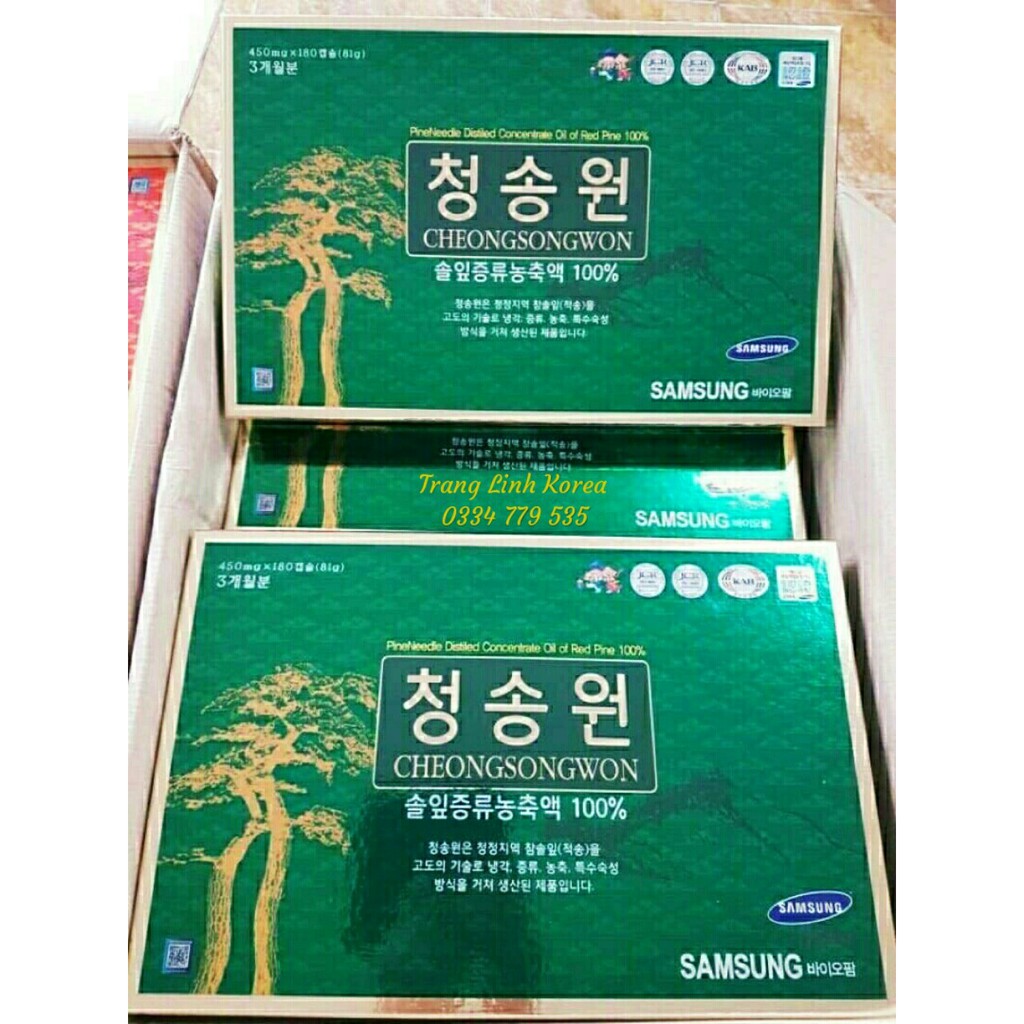 450mg×180캡슐(81g)
3개월분
KAB
PineNeedle Distiled Concentrate Oil of Red Pine 100%
청송원
CHEONGSONGWON
솔잎증류농축액 100%
청송원은 청정지역 참솔잎(적송)을
고도의 기술로 냉각, 증류, 농축, 특수숙성
방식을 거쳐 생산된 제품입니다.
SAMSUNG
SAMSUNG 바이오팜
청송원은 청정지역 참솔잎(적송)을
고도의 기술로 냉각, 증류, 농축, 특수숙성
방식을 거쳐 생산된 제품입니다
Trang Linh Korea
0334 779 535
SAMSUNG 바이오팜
450mg×180캡슐(81g)
3개월분
KAB
PineNeedle Distiled Concentrate Oil of Red Pine 100%
청송원
CHEONGSONGWON
솔잎증류농축액 100%
청송원은 청정지역 참솔잎(적송)을
고도의 기술로 냉각, 증류, 농축, 특수숙성
방식을 거쳐 생산된 제품입니다.
SAMSUNG
SAMSUNG 바이오팜